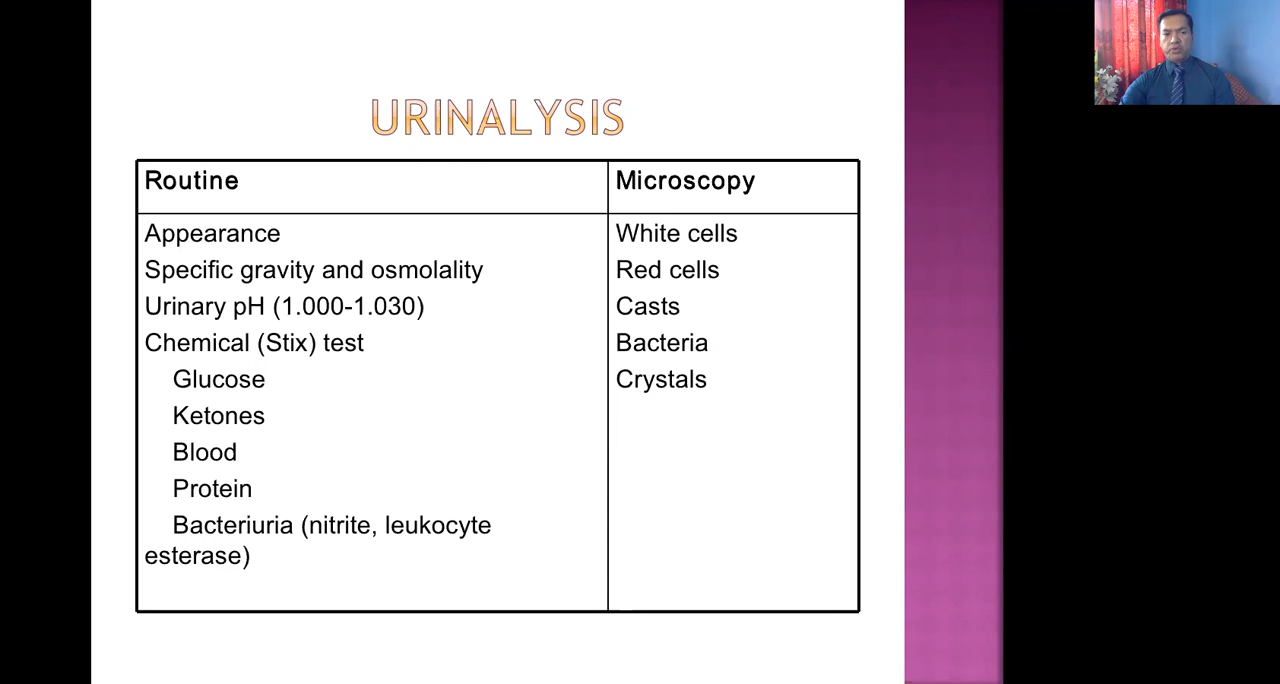 URINALYSIS
Routine
Microscopy
Appearance
Specific gravity and osmolality
Urinary pH (1.000-1.030)
Chemical (Stix) test
Glucose
Ketones
Blood
Protein
Bacteriuria (nitrite, leukocyte
esterase)
White cells
Red cells
Casts
Bacteria
Crystals